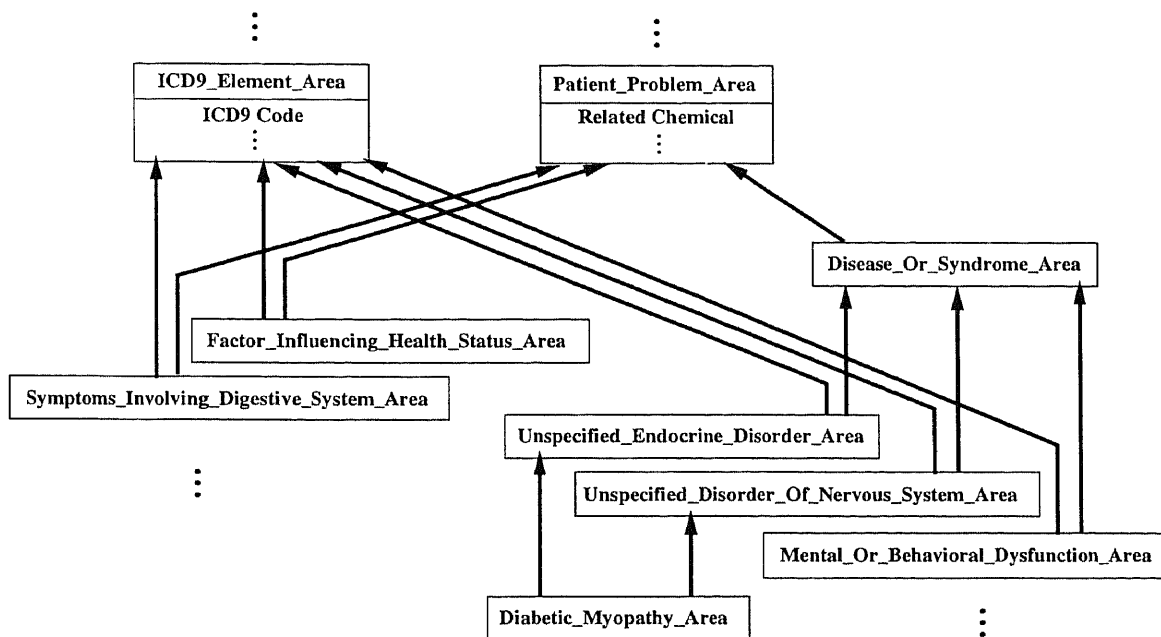 ICD9_Element_Area
ICD9 Code
Patient_Problem_Area
Related Chemical
Disease_Or_Syndrome_Area
Factor_Influencing_Health_Status_Area
Symptoms_Involving_Digestive_System_Area
Unspecified_Endocrine_Disorder_Area
Unspecified_Disorder_Of_Nervous_System_Area
Mental_Or_Behavioral_Dysfunction_Area
Diabetic_Myopathy_Area